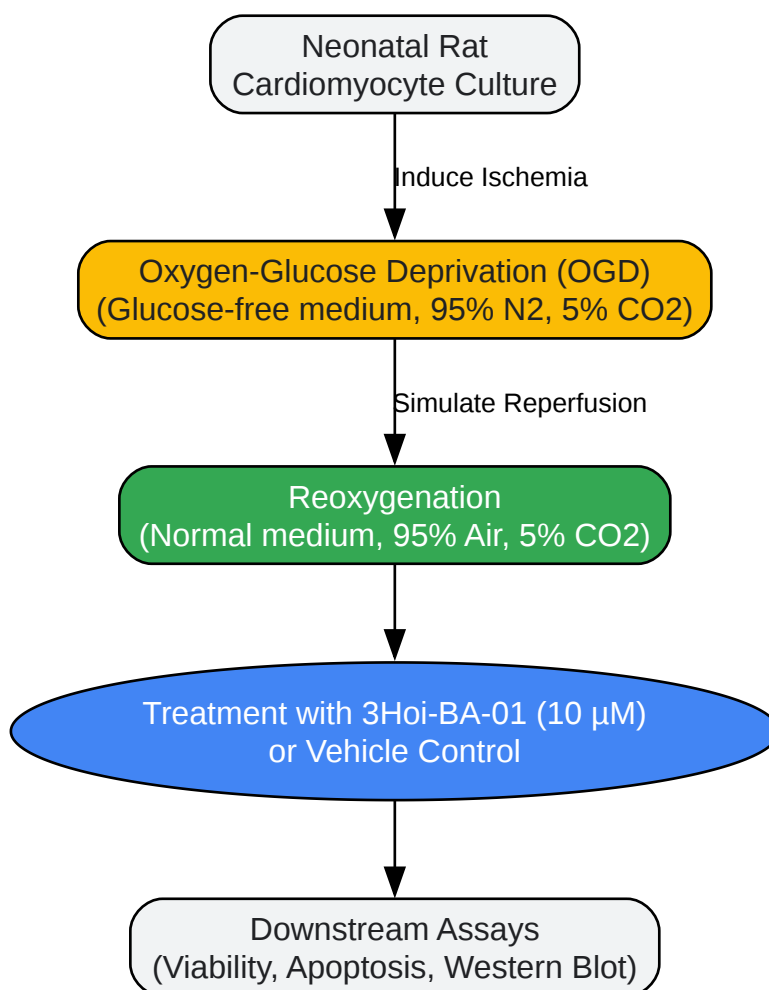 Neonatal Rat
Cardiomyocyte Culture
Induce Ischemia
Oxygen-Glucose Deprivation (OGD)
(Glucose-free medium, 95% N2, 5% CO2)
Simulate Reperfusion
Reoxygenation
(Normal medium, 95% Air, 5% CO2)
Treatment with 3Hoi-BA-01 (10 µM)
or Vehicle Control
Downstream Assays
(Viability, Apoptosis, Western Blot)